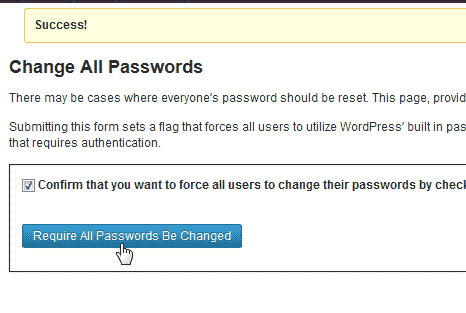 Success!
Change All Passwords
There may be cases where everyone's password should be reset. This page, provid
Submitting this form sets a flag that forces all users to utilize WordPress' built in pas
that requires authentication.
Confirm that you want to force all users to change their passwords by check
Require All Passwords Be Changed